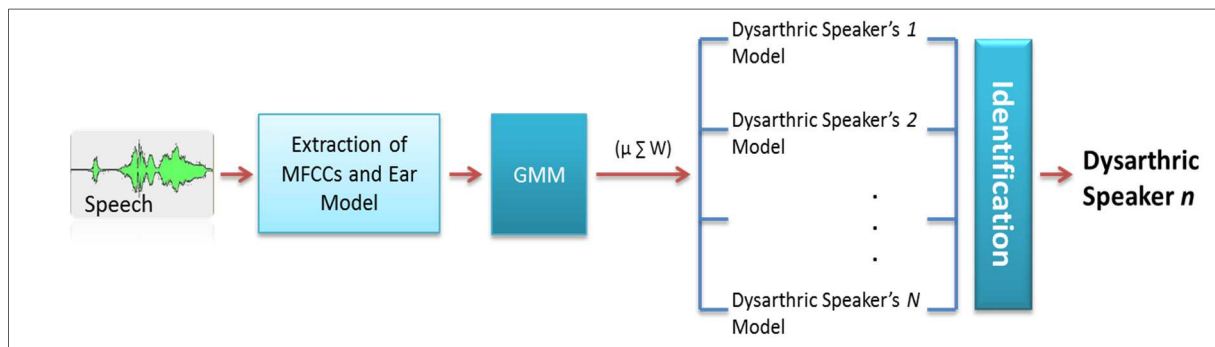 Speech
Extraction of
MFCCs and Ear
Model
GMM
(μ ∑ W)
Dysarthric Speaker's 1
Model
Dysarthric Speaker's 2
Model
.
.
.
Dysarthric Speaker's N
Model
Identification
Dysarthric
Speaker n